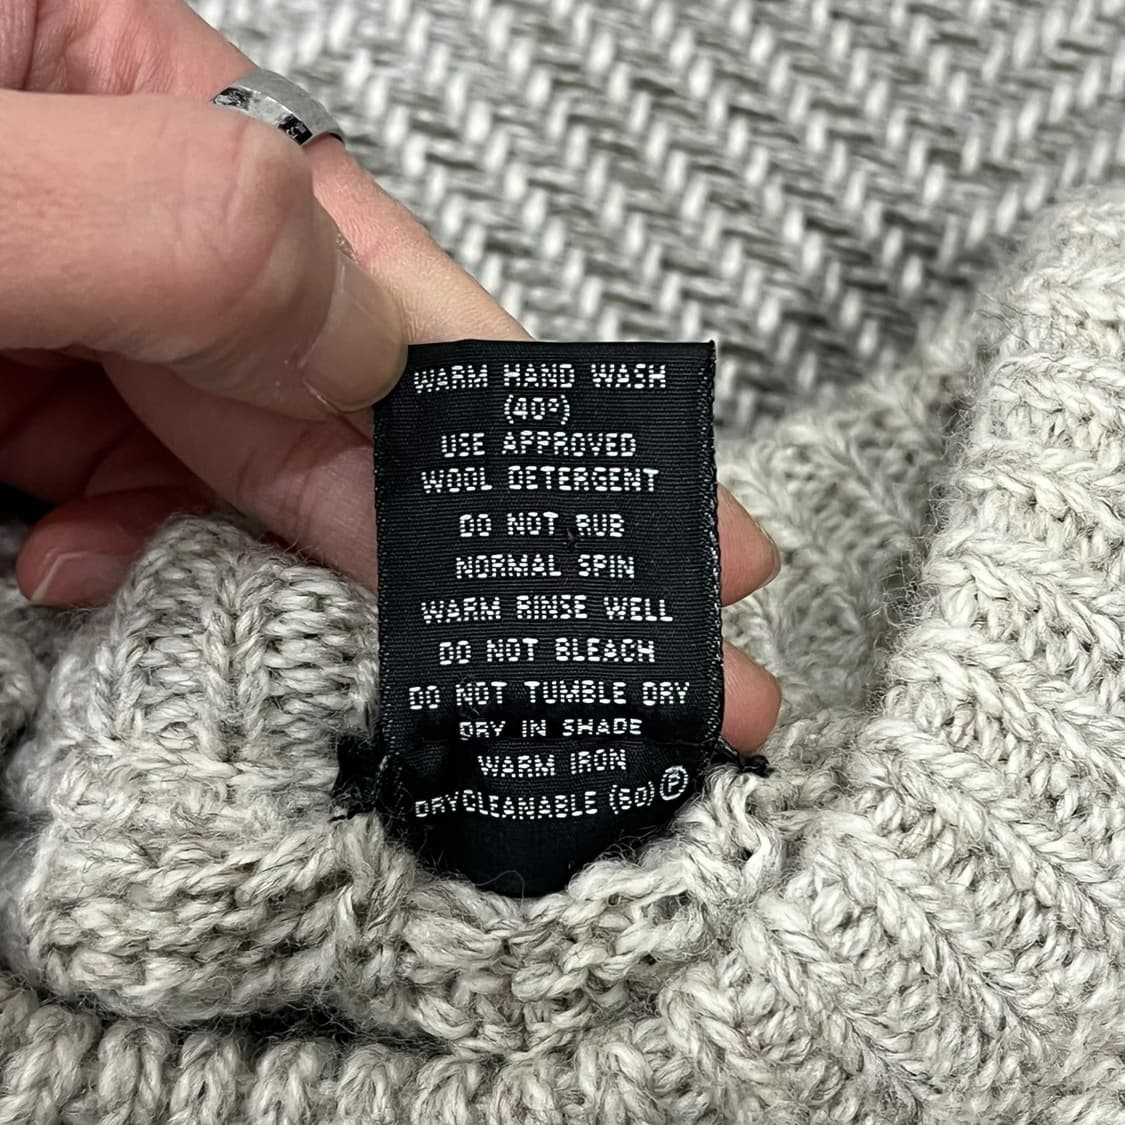 WARM HAND WASH
(40º)
USE APPROVED
WOOL DETERGENT
DO NOT RUB
NORMAL SPIN
WARM RINSE WELL
DO NOT BLEACH
DO NOT TUMBLE DRY
DRY IN SHADE
WARM IRON
DRYCLEANABLE (60) Ⓟ